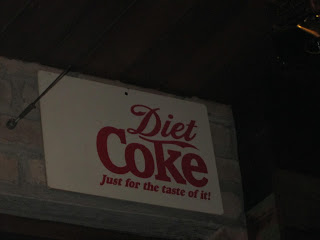 Diet
Coke
Just for the taste of it!